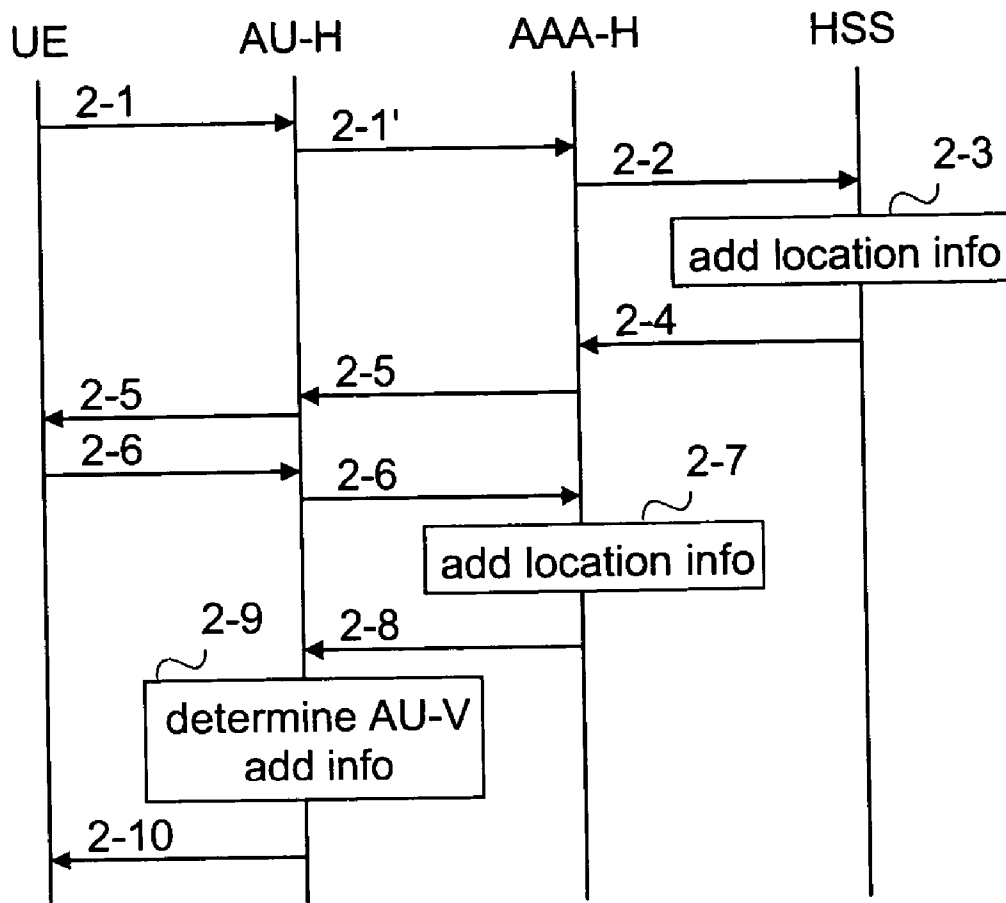 UE AU-H AAA-H HSS
2-1
2-1'
2-2
2-3
add location info
2-4
2-5
2-5
2-6
2-6
2-7
add location info
2-8
2-9
determine AU-V
add info
2-10